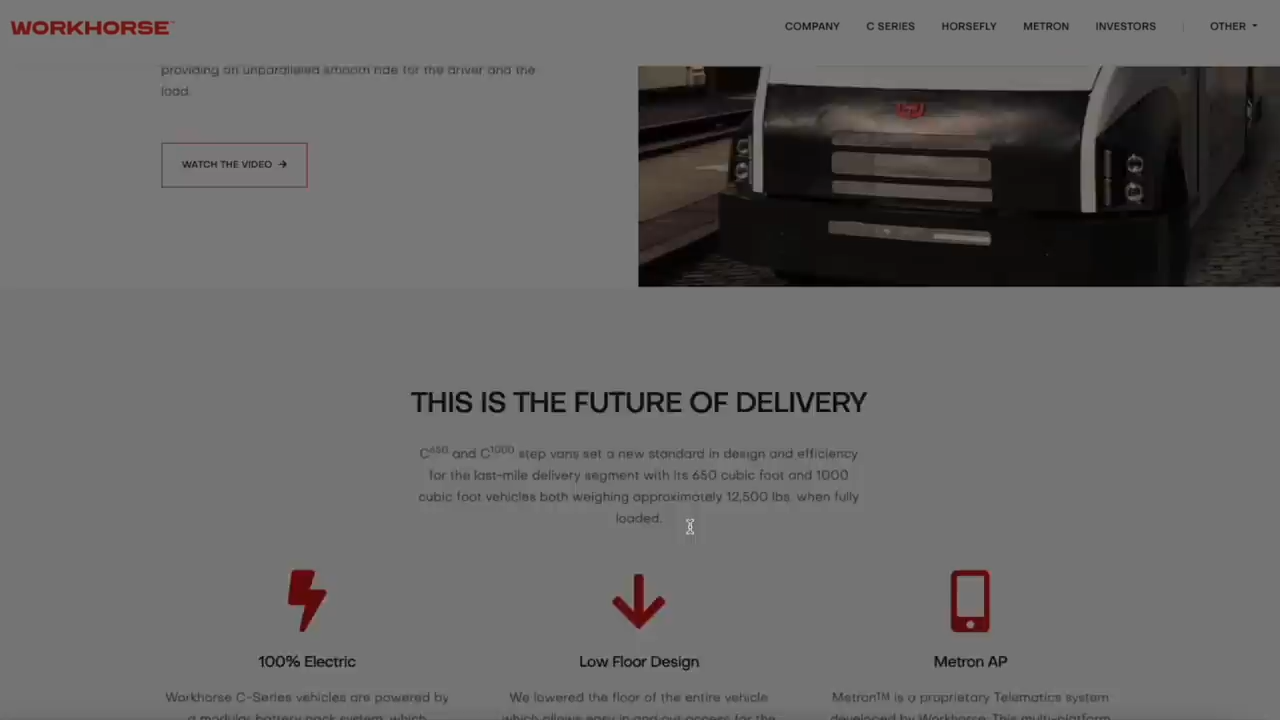 WORKHORSE
COMPANY C SERIES HORSEFLY METRON INVESTORS OTHER
providing an unparalleled smooth ride for the driver and the
load.
WATCH THE VIDEO →
THIS IS THE FUTURE OF DELIVERY
C650 and C1000 step vans set a new standard in design and efficiency
for the last-mile delivery segment with its 650 cubic foot and 1000
cubic foot vehicles both weighing approximately 12,500 lbs. when fully
loaded.
100% Electric
Low Floor Design
Metron AP
Workhorse C-Series vehicles are powered by
a modular battery pack system, which
We lowered the floor of the entire vehicle
which allows easy in and out access for the
Metron™ is a proprietary Telematics system
developed by Workhorse. This multi-platform